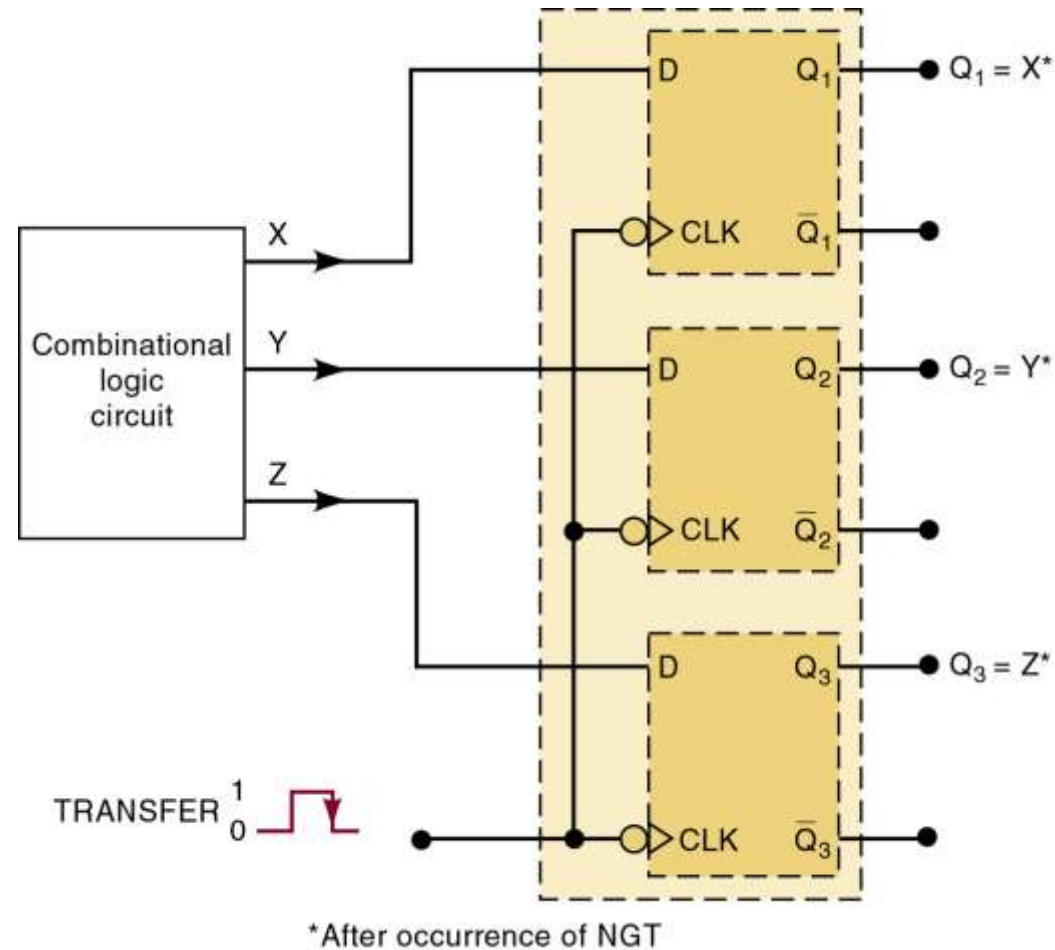 D Q₁
Q₁ = X*
CLK Q̅₁
X
Combinational
logic
circuit
Y
Z
D Q₂
Q₂ = Y*
CLK Q̅₂
D Q₃
Q₃ = Z*
CLK Q̅₃
TRANSFER
1
0
*After occurrence of NGT